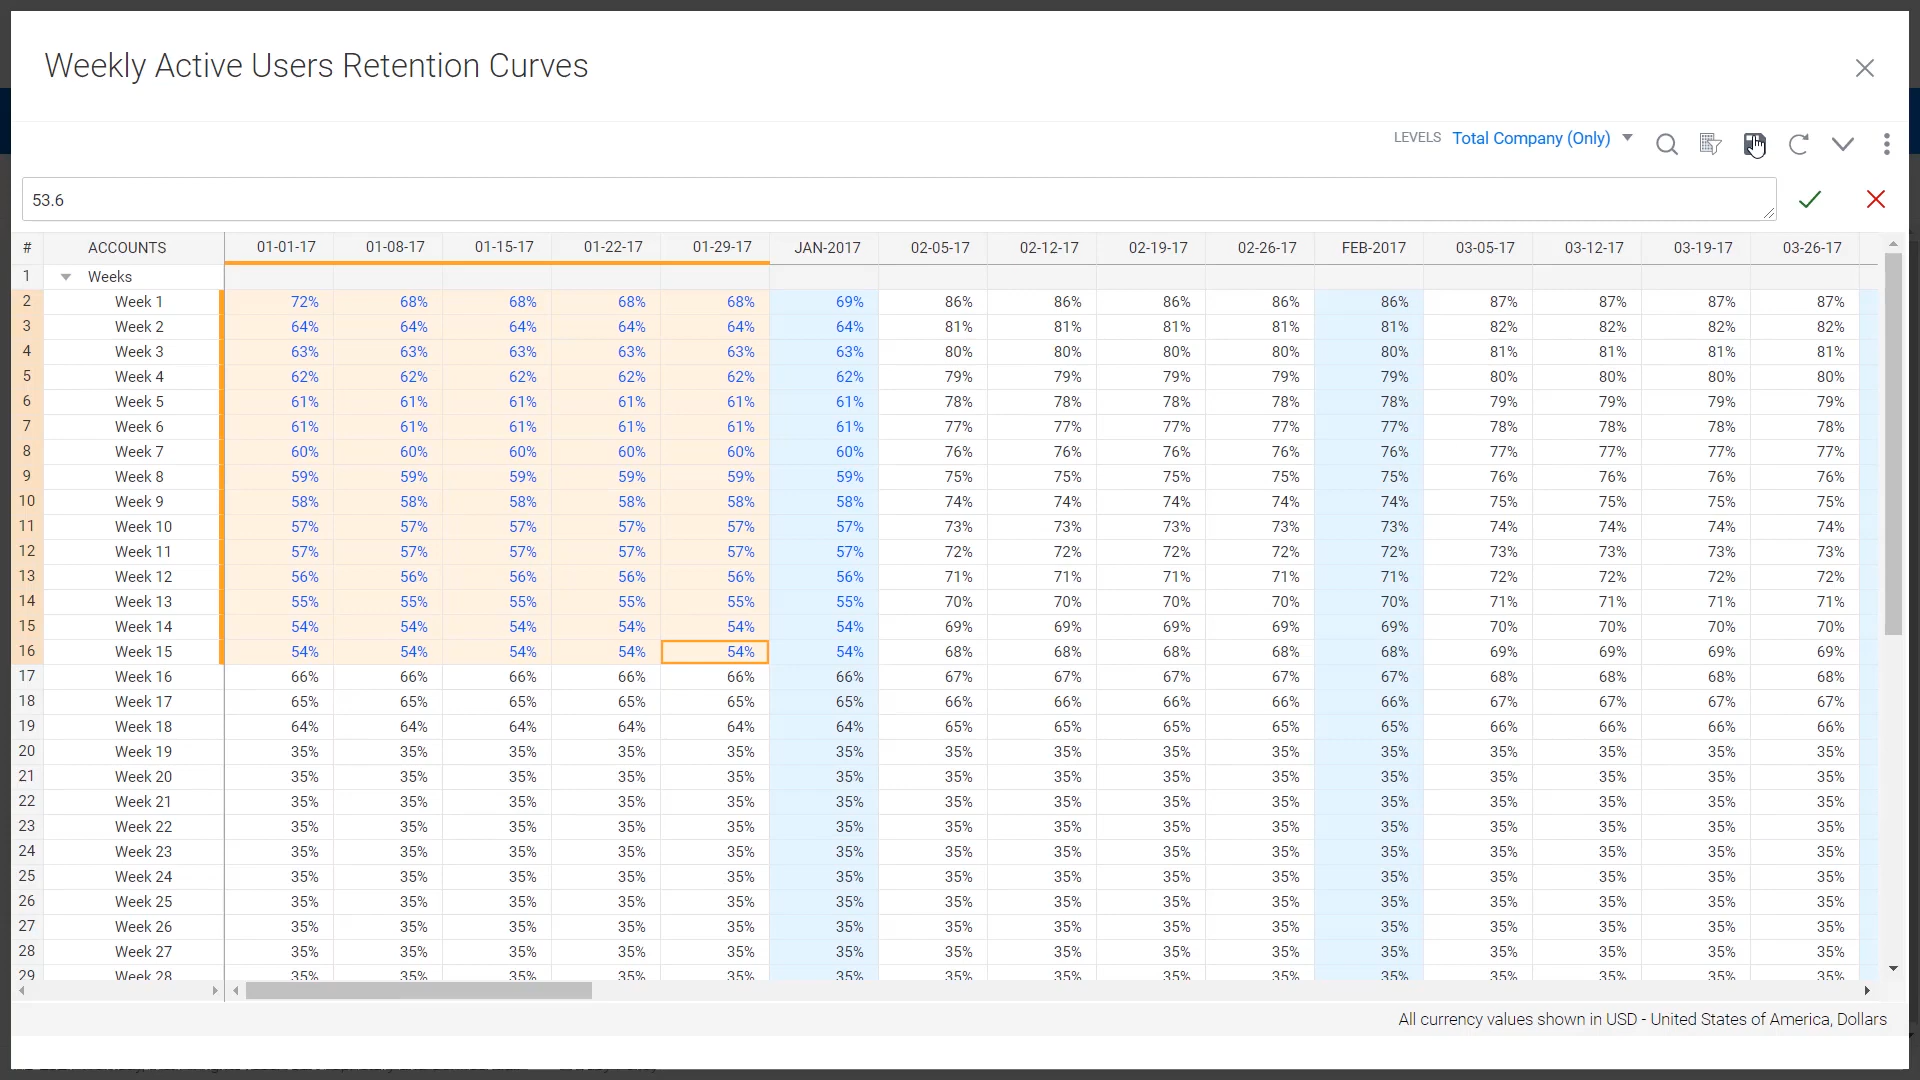 Weekly Active Users Retention Curves
LEVELS Total Company (Only)
53.6
# ACCOUNTS 01-01-17 01-08-17 01-15-17 01-22-17 01-29-17 JAN-2017 02-05-17 02-12-17 02-19-17 02-26-17 FEB-2017 03-05-17 03-12-17 03-19-17 03-26-17
1 Weeks
2 Week 1 72% 68% 68% 68% 68% 69% 86% 86% 86% 86% 86% 87% 87% 87% 87%
3 Week 2 64% 64% 64% 64% 64% 64% 81% 81% 81% 81% 81% 82% 82% 82% 82%
4 Week 3 63% 63% 63% 63% 63% 63% 80% 80% 80% 80% 80% 81% 81% 81% 81%
5 Week 4 62% 62% 62% 62% 62% 62% 79% 79% 79% 79% 79% 80% 80% 80% 80%
6 Week 5 61% 61% 61% 61% 61% 61% 78% 78% 78% 78% 78% 79% 79% 79% 79%
7 Week 6 61% 61% 61% 61% 61% 61% 77% 77% 77% 77% 77% 78% 78% 78% 78%
8 Week 7 60% 60% 60% 60% 60% 60% 76% 76% 76% 76% 76% 77% 77% 77% 77%
9 Week 8 59% 59% 59% 59% 59% 59% 75% 75% 75% 75% 75% 76% 76% 76% 76%
10 Week 9 58% 58% 58% 58% 58% 58% 74% 74% 74% 74% 74% 75% 75% 75% 75%
11 Week 10 57% 57% 57% 57% 57% 57% 73% 73% 73% 73% 73% 74% 74% 74% 74%
12 Week 11 57% 57% 57% 57% 57% 57% 72% 72% 72% 72% 72% 73% 73% 73% 73%
13 Week 12 56% 56% 56% 56% 56% 56% 71% 71% 71% 71% 71% 72% 72% 72% 72%
14 Week 13 55% 55% 55% 55% 55% 55% 70% 70% 70% 70% 70% 71% 71% 71% 71%
15 Week 14 54% 54% 54% 54% 54% 54% 69% 69% 69% 69% 69% 70% 70% 70% 70%
16 Week 15 54% 54% 54% 54% 54% 54% 68% 68% 68% 68% 68% 69% 69% 69% 69%
17 Week 16 66% 66% 66% 66% 66% 66% 67% 67% 67% 67% 67% 68% 68% 68% 68%
18 Week 17 65% 65% 65% 65% 65% 65% 66% 66% 66% 66% 66% 67% 67% 67% 67%
19 Week 18 64% 64% 64% 64% 64% 64% 65% 65% 65% 65% 65% 66% 66% 66% 66%
20 Week 19 35% 35% 35% 35% 35% 35% 35% 35% 35% 35% 35% 35% 35% 35% 35%
21 Week 20 35% 35% 35% 35% 35% 35% 35% 35% 35% 35% 35% 35% 35% 35% 35%
22 Week 21 35% 35% 35% 35% 35% 35% 35% 35% 35% 35% 35% 35% 35% 35% 35%
23 Week 22 35% 35% 35% 35% 35% 35% 35% 35% 35% 35% 35% 35% 35% 35% 35%
24 Week 23 35% 35% 35% 35% 35% 35% 35% 35% 35% 35% 35% 35% 35% 35% 35%
25 Week 24 35% 35% 35% 35% 35% 35% 35% 35% 35% 35% 35% 35% 35% 35% 35%
26 Week 25 35% 35% 35% 35% 35% 35% 35% 35% 35% 35% 35% 35% 35% 35% 35%
27 Week 26 35% 35% 35% 35% 35% 35% 35% 35% 35% 35% 35% 35% 35% 35% 35%
28 Week 27 35% 35% 35% 35% 35% 35% 35% 35% 35% 35% 35% 35% 35% 35% 35%
29 Week 28 35% 35% 35% 35% 35% 35% 35% 35% 35% 35% 35% 35% 35% 35% 35%
All currency values shown in USD - United States of America, Dollars